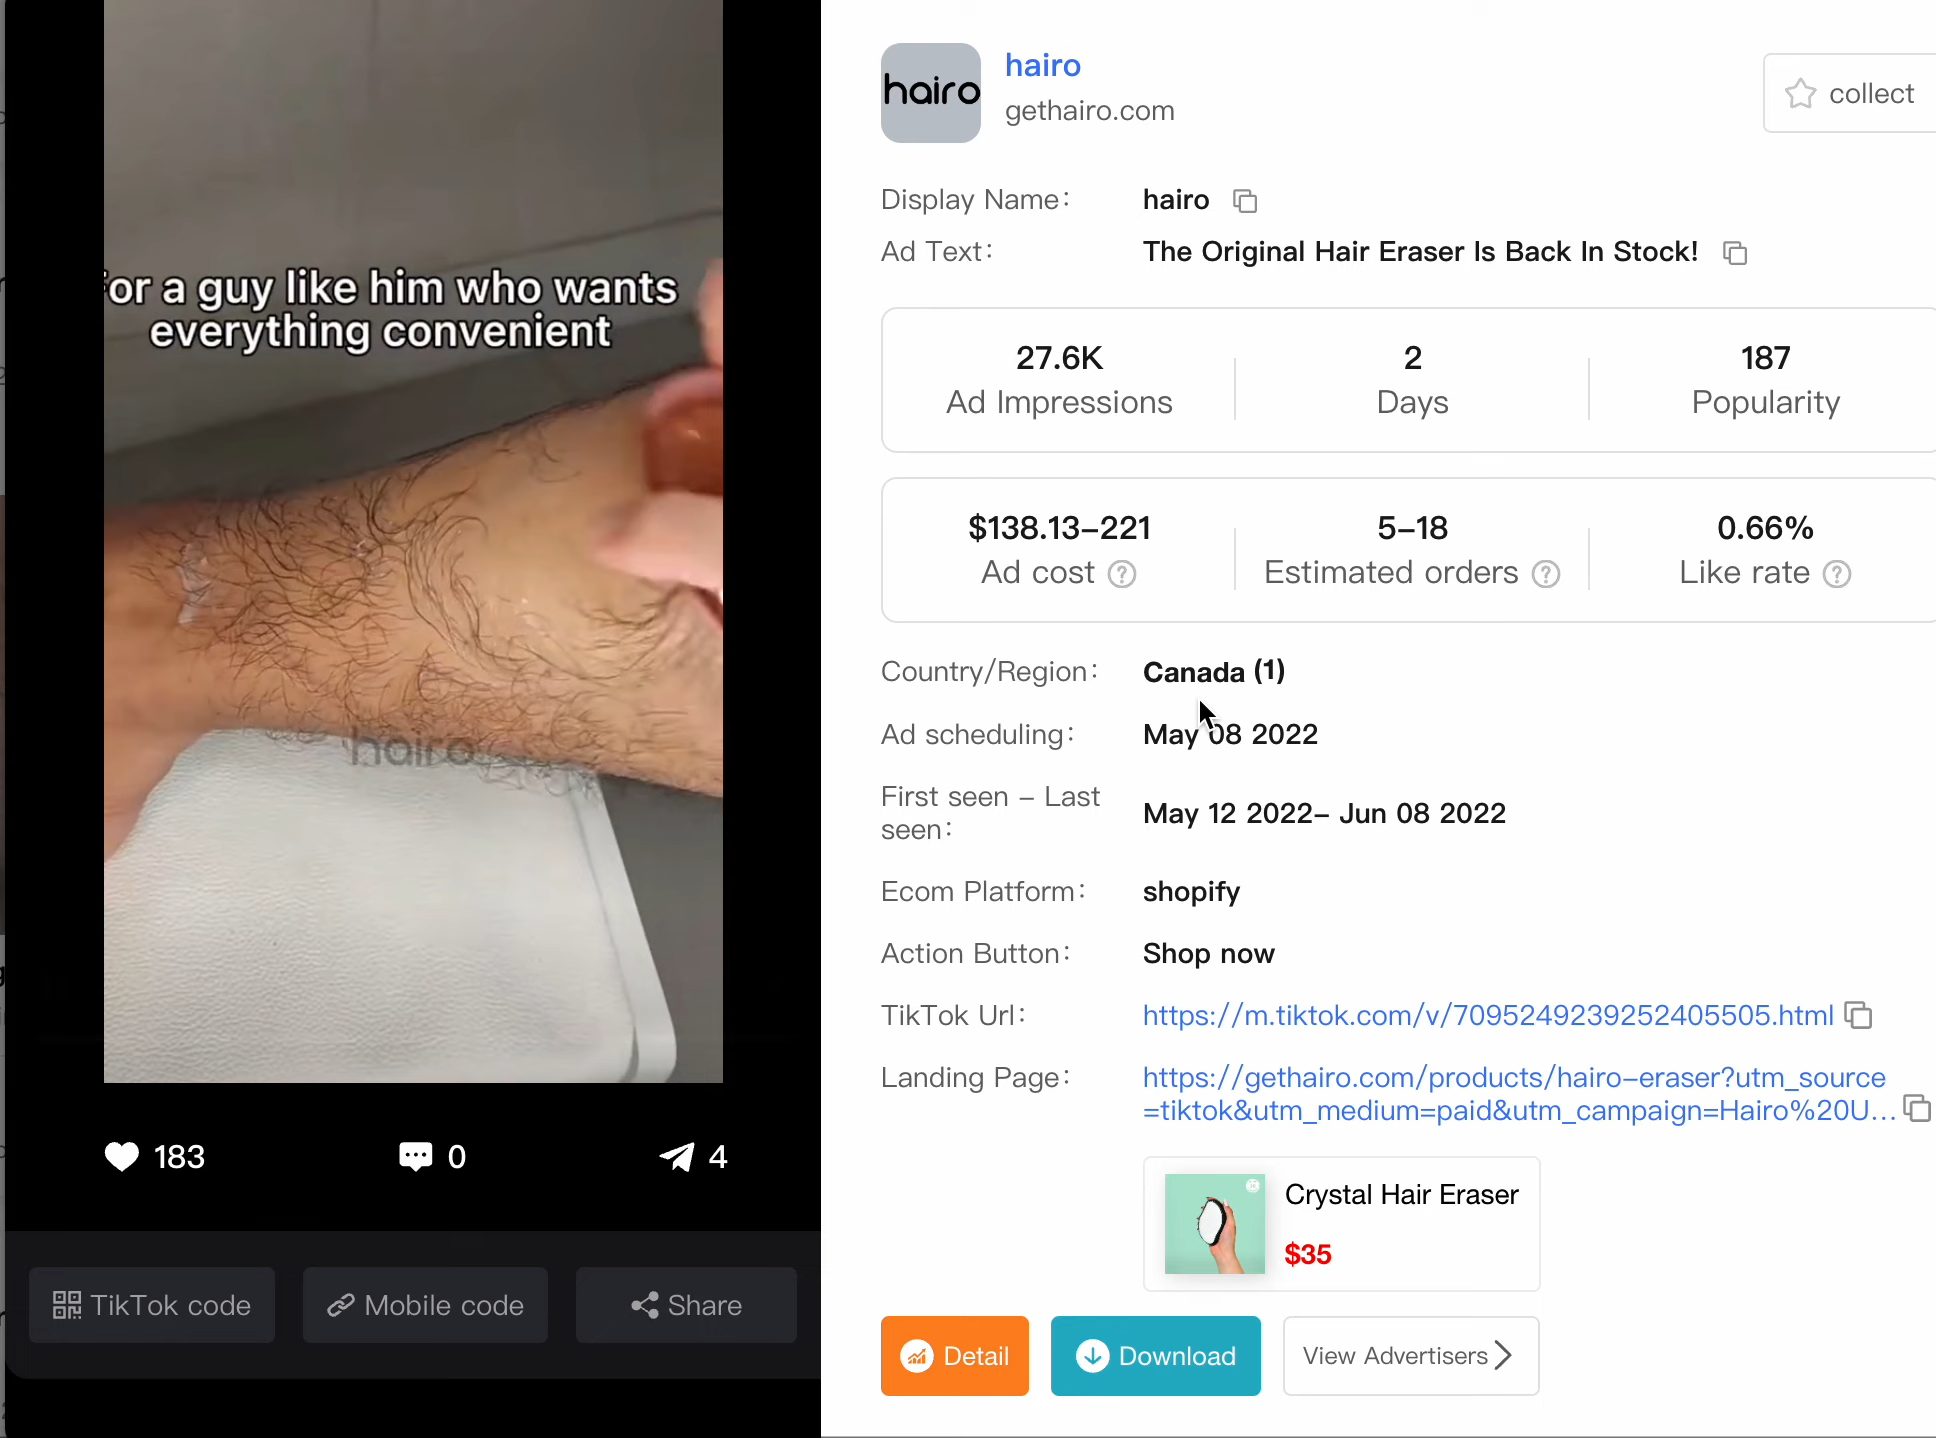 for a guy like him who wants
everything convenient
hairo
183
0
4
TikTok code
Mobile code
Share
hairo
hairo
gethairo.com
collect
Display Name:
hairo
Ad Text:
The Original Hair Eraser Is Back In Stock!
27.6K
Ad Impressions
2
Days
187
Popularity
$138.13-221
Ad cost
5-18
Estimated orders
0.66%
Like rate
Country/Region:
Canada (1)
Ad scheduling:
May 08 2022
First seen - Last
seen:
May 12 2022- Jun 08 2022
Ecom Platform:
shopify
Action Button:
Shop now
TikTok Url:
https://m.tiktok.com/v/7095249239252405505.html
Landing Page:
https://gethairo.com/products/hairo-eraser?utm_source
=tiktok&utm_medium=paid&utm_campaign=Hairo%20U...
Crystal Hair Eraser
$35
Detail
Download
View Advertisers